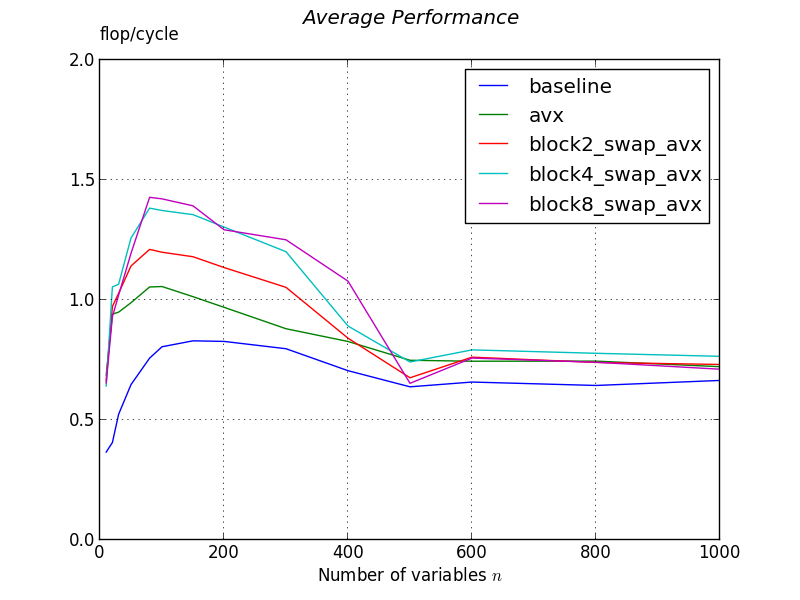 Average Performance
flop/cycle
2.0
1.5
1.0
0.5
0.0
0 200 400 600 800 1000
Number of variables n
baseline
avx
block2_swap_avx
block4_swap_avx
block8_swap_avx